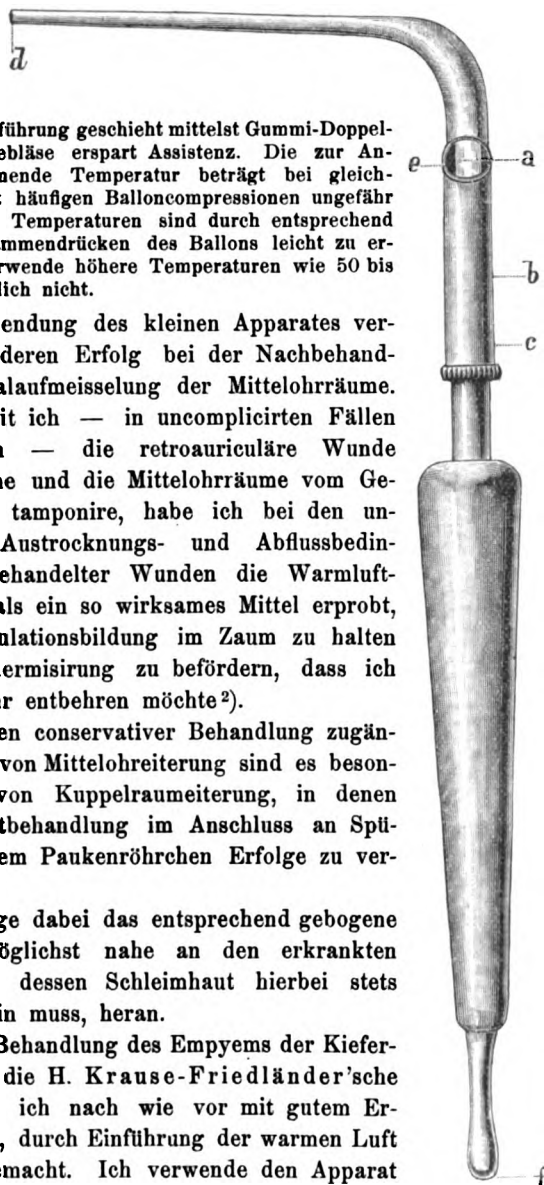 d
führung geschieht mittelst Gummi-Doppel-
ebläse erspart Assistenz. Die zur An-
nende Temperatur beträgt bei gleich-
t häufigen Balloncompressionen ungefähr
Temperaturen sind durch entsprechend
ammendrücken des Ballons leicht zu er-
rwende höhere Temperaturen wie 50 bis
lich nicht.
e
a
b
c
endung des kleinen Apparates ver-
deren Erfolg bei der Nachbehand-
alaufmeisselung der Mittelohrräume.
it ich — in uncomplicirten Fällen
n — die retroauriculäre Wunde
ne und die Mittelohrräume vom Ge-
tamponire, habe ich bei den un-
Austrocknungs- und Abflussbedin-
ehandelter Wunden die Warmluft-
als ein so wirksames Mittel erprobt,
nulationsbildung im Zaum zu halten
ermisirung zu befördern, dass ich
r entbehren möchte²).
en conservativer Behandlung zugän-
von Mittelohreiterung sind es beson-
von Kuppelraumeiterung, in denen
tbehandlung im Anschluss an Spü-
em Paukenröhrchen Erfolge zu ver-
ge dabei das entsprechend gebogene
öglichst nahe an den erkrankten
dessen Schleimhaut hierbei stets
in muss, heran.
Behandlung des Empyems der Kiefer-
die H. Krause-Friedländer'sche
ich nach wie vor mit gutem Er-
, durch Einführung der warmen Luft
emacht. Ich verwende den Apparat
f